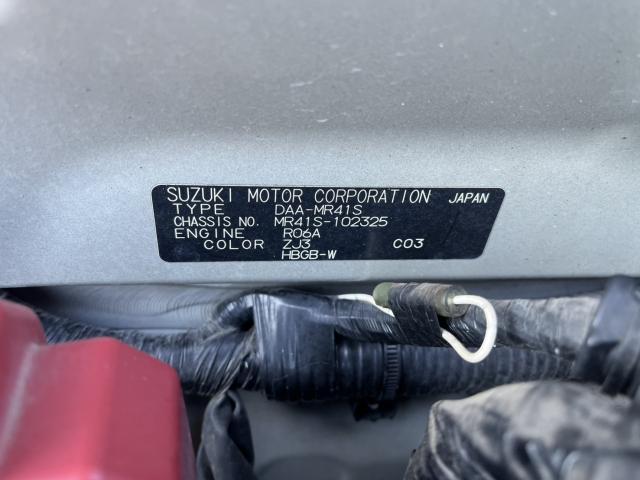 SUZUKI MOTOR CORPORATION JAPAN
TYPE DAA-MR41S
CHASSIS NO. MR41S-102325
ENGINE R06A
COLOR ZJ3 C03
HBGB-W